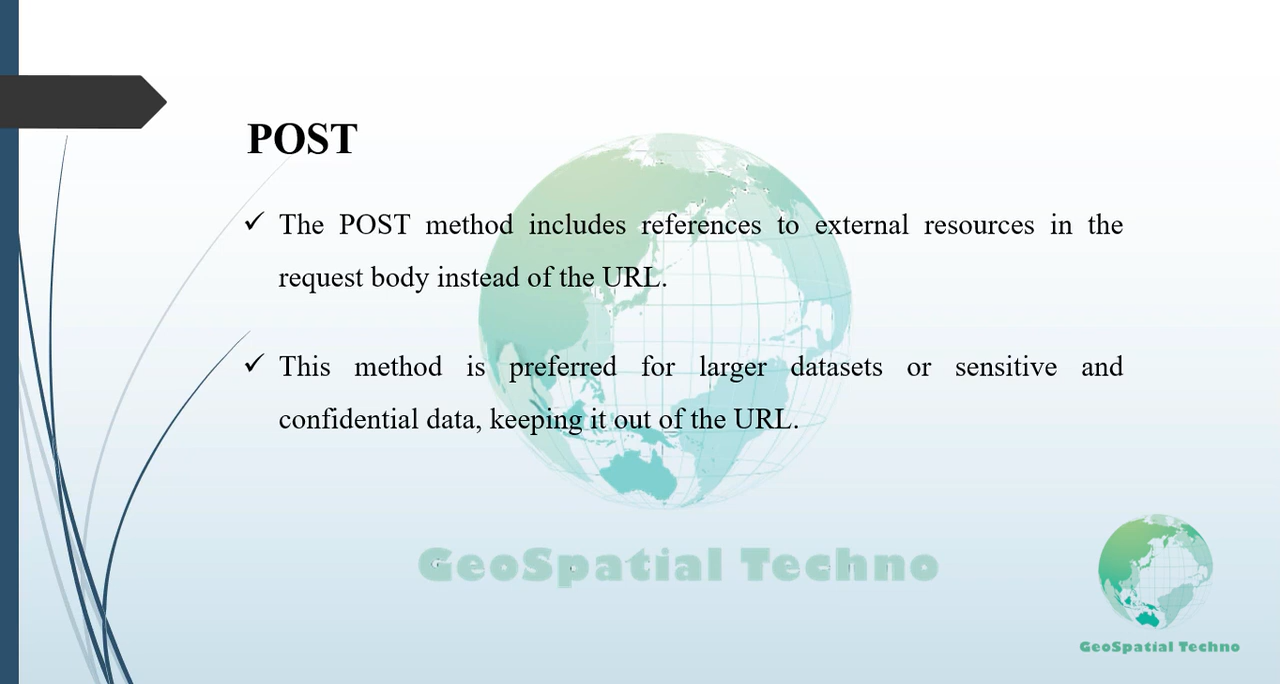 POST
✓ The POST method includes references to external resources in the
request body instead of the URL.
✓ This method is preferred for larger datasets or sensitive and
confidential data, keeping it out of the URL.
GeoSpatial Techno
GeoSpatial Techno